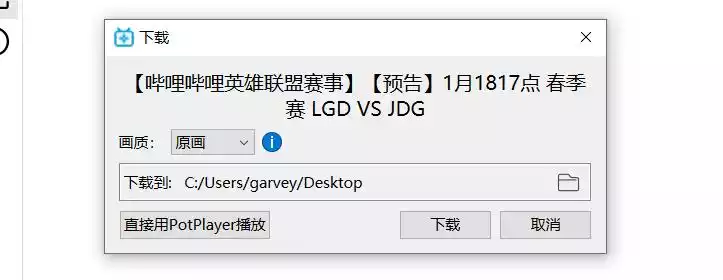 下载
【哔哩哔哩英雄联盟赛事】【预告】1月1817点 春季
赛 LGD VS JDG
画质： 原画
下载到: C:/Users/garvey/Desktop
直接用PotPlayer播放 下载 取消